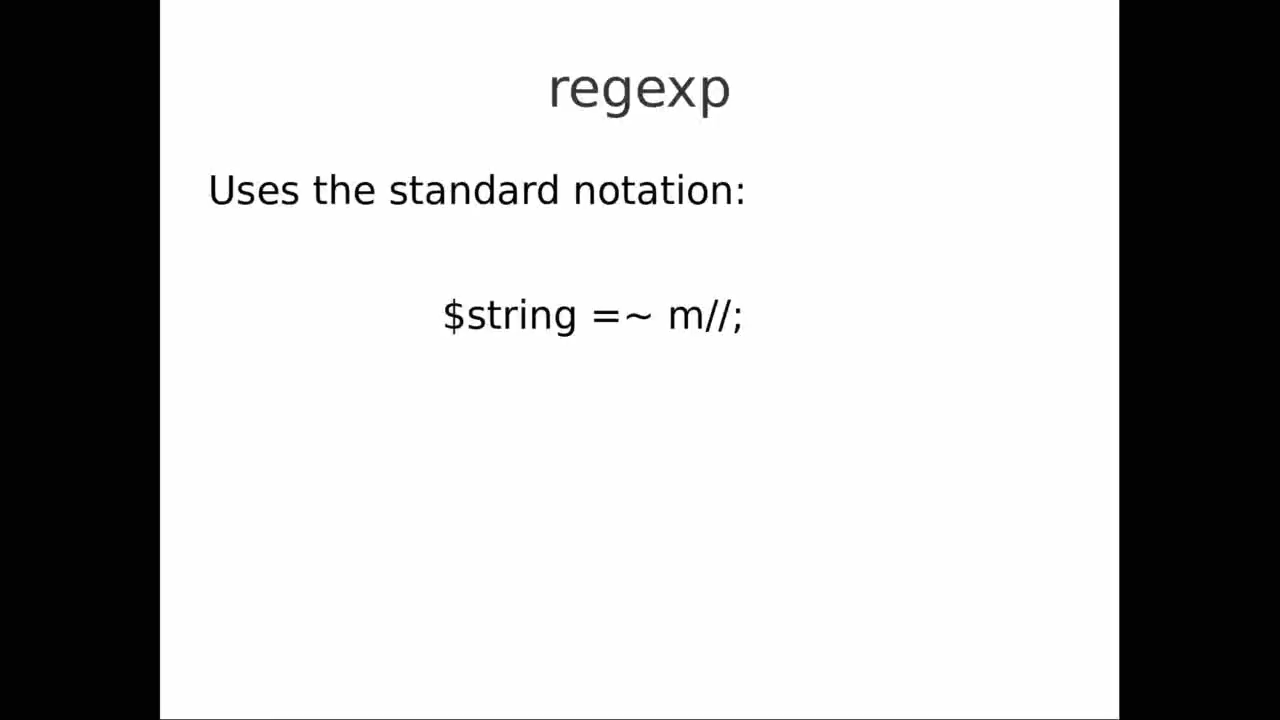 regexp
Uses the standard notation:
$string =~ m//;